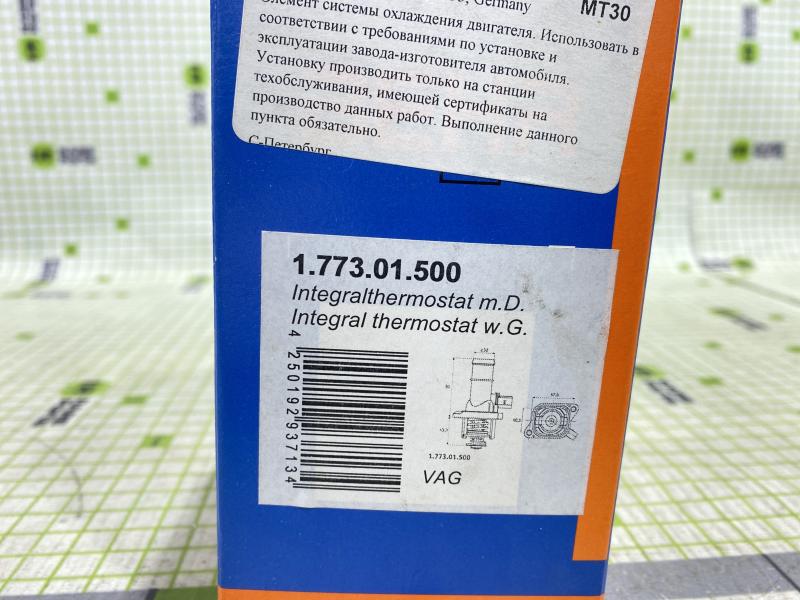 Germany
MT30
Элемент системы охлаждения двигателя. Использовать в
соответствии с требованиями по установке и
эксплуатации завода-изготовителя автомобиля.
Установку производить только на станции
техобслуживания, имеющей сертификаты на
производство данных работ. Выполнение данного
пункта обязательно.
С-Петербург
1.773.01.500
Integralthermostat m.D.
Integral thermostat w.G.
4 250192 937134
1.773.01.500
VAG